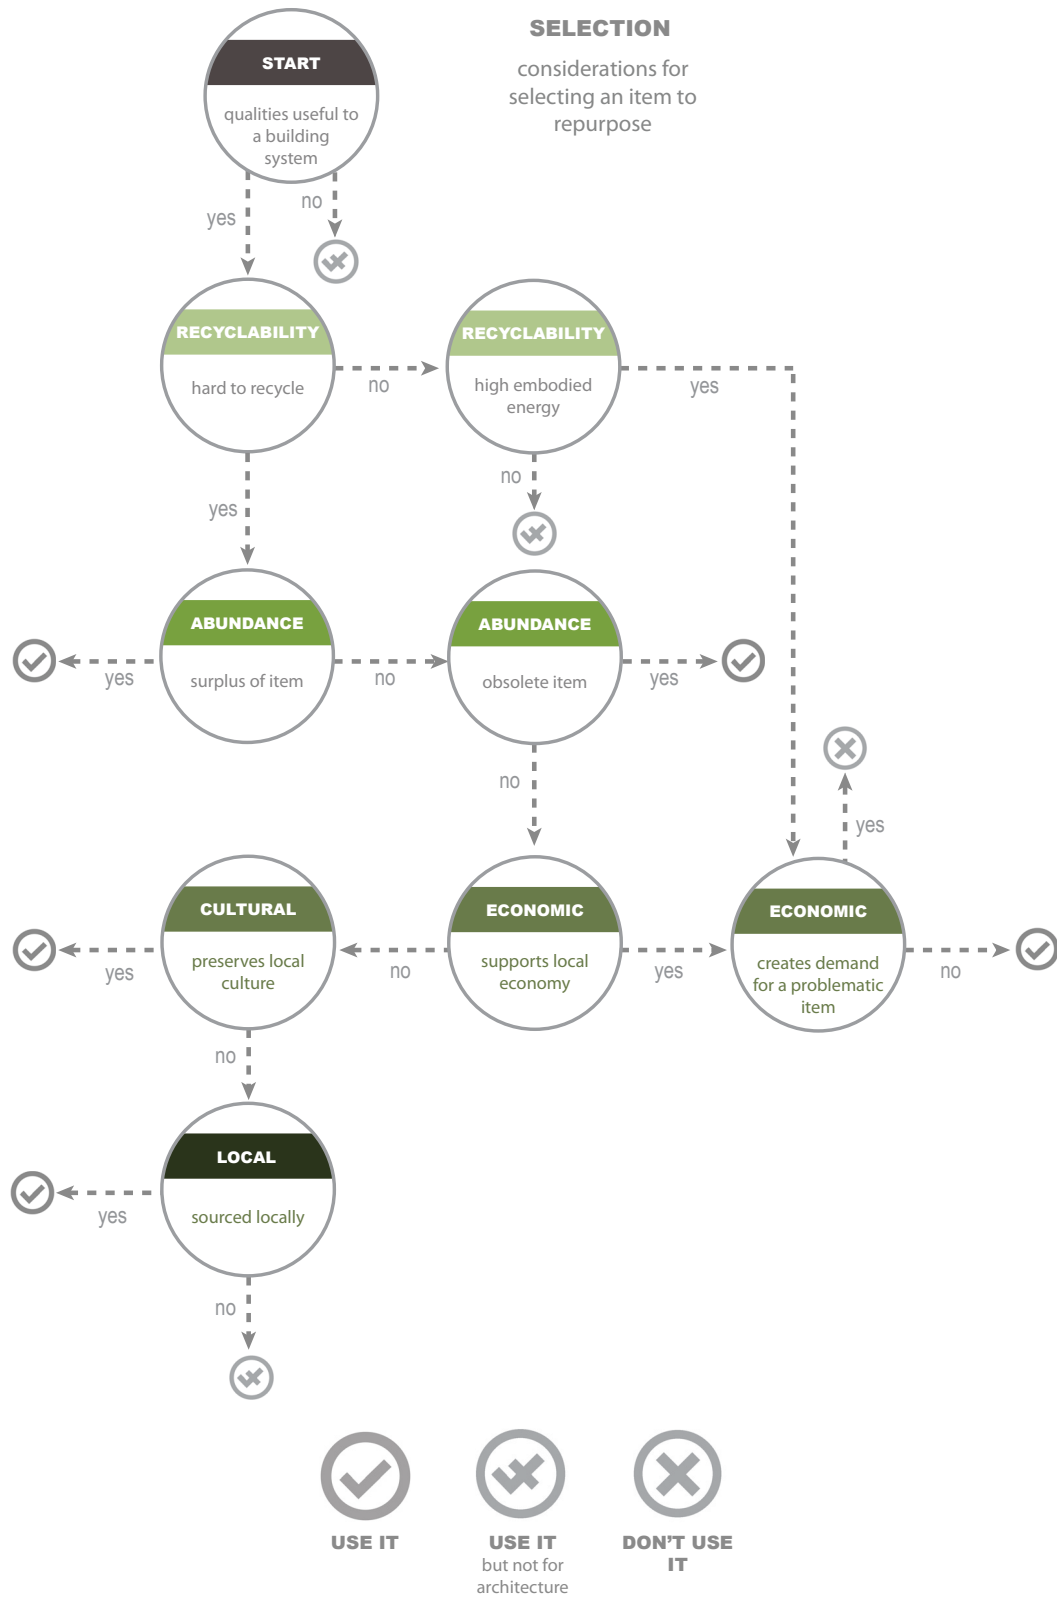 SELECTION
considerations for
selecting an item to
repurpose
START
qualities useful to
a building
system
yes
no
RECYCLABILITY
hard to recycle
no
RECYCLABILITY
high embodied
energy
yes
no
yes
ABUNDANCE
surplus of item
yes
no
ABUNDANCE
obsolete item
yes
no
yes
CULTURAL
preserves local
culture
yes
no
ECONOMIC
supports local
economy
yes
ECONOMIC
creates demand
for a problematic
item
no
no
LOCAL
sourced locally
yes
no
USE IT
USE IT
but not for
architecture
DON'T USE
IT